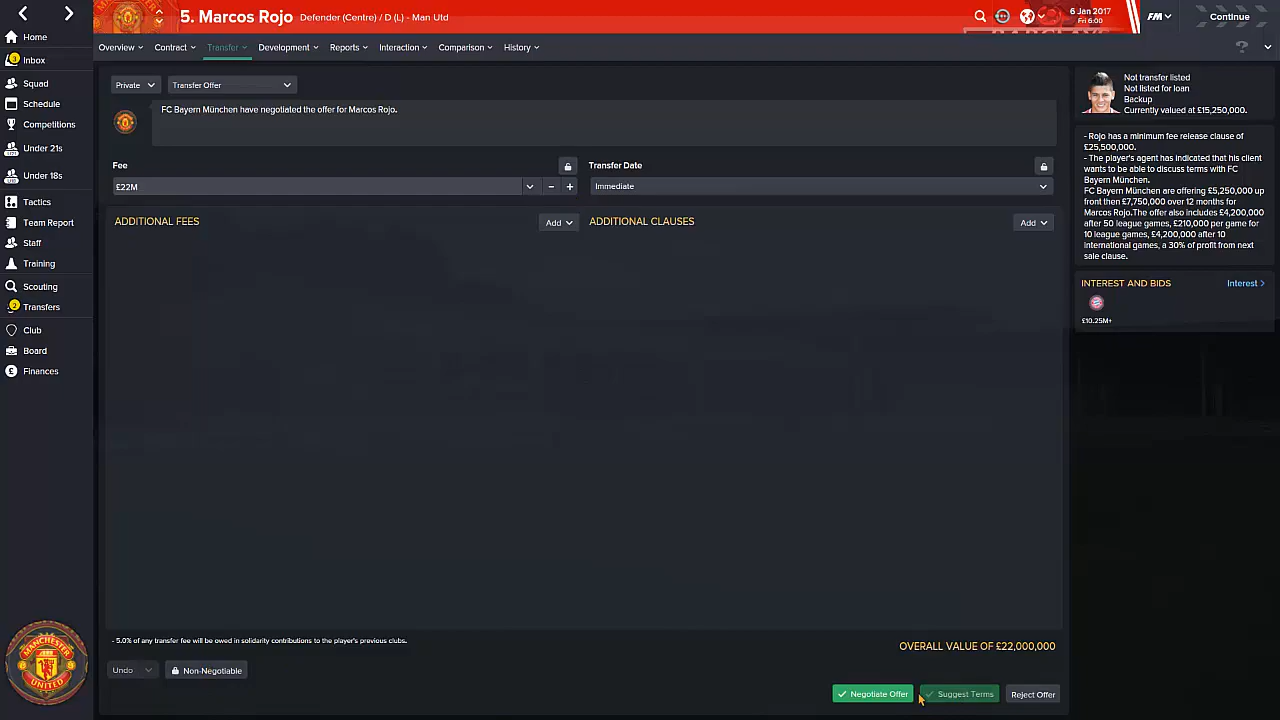 5. Marcos Rojo Defender (Centre) / D (L) - Man Utd
6 Jan 2017
Fri 6:00
FM
Continue
Home
Inbox
Squad
Schedule
Competitions
Under 21s
Under 18s
Tactics
Team Report
Staff
Training
Scouting
2
Transfers
Club
Board
Finances
Overview
Contract
Transfer
Development
Reports
Interaction
Comparison
History
?
Private
Transfer Offer
FC Bayern München have negotiated the offer for Marcos Rojo.
Fee
Transfer Date
£22M
- +
Immediate
ADDITIONAL FEES
Add
ADDITIONAL CLAUSES
Add
- 5.0% of any transfer fee will be owed in solidarity contributions to the player's previous clubs.
OVERALL VALUE OF £22,000,000
Undo
Non-Negotiable
Negotiate Offer
Suggest Terms
Reject Offer
Not transfer listed
Not listed for loan
Backup
Currently valued at £15,250,000.
- Rojo has a minimum fee release clause of
£25,500,000.
- The player's agent has indicated that his client
wants to be able to discuss terms with FC
Bayern München.
FC Bayern München are offering £5,250,000 up
front then £7,750,000 over 12 months for
Marcos Rojo.The offer also includes £4,200,000
after 50 league games, £210,000 per game for
10 league games, £4,200,000 after 10
international games, a 30% of profit from next
sale clause.
INTEREST AND BIDS
Interest >
£10.25M+
MANCHESTER
UNITED